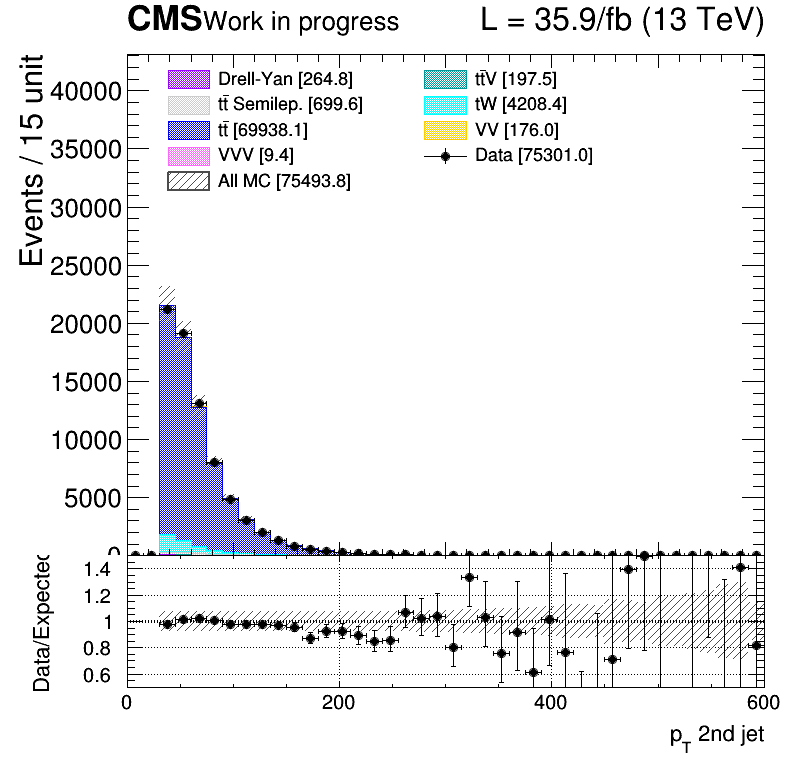 CMS Work in progress L = 35.9/fb (13 TeV)
Events / 15 unit
40000
35000
30000
25000
20000
15000
10000
5000
0
Drell-Yan [264.8]
tt̄ Semilep. [699.6]
tt̄ [69938.1]
VVV [9.4]
All MC [75493.8]
tt̄V [197.5]
tW [4208.4]
VV [176.0]
Data [75301.0]
Data/Expected
1.4
1.2
1
0.8
0.6
0 200 400 600
p_T 2nd jet